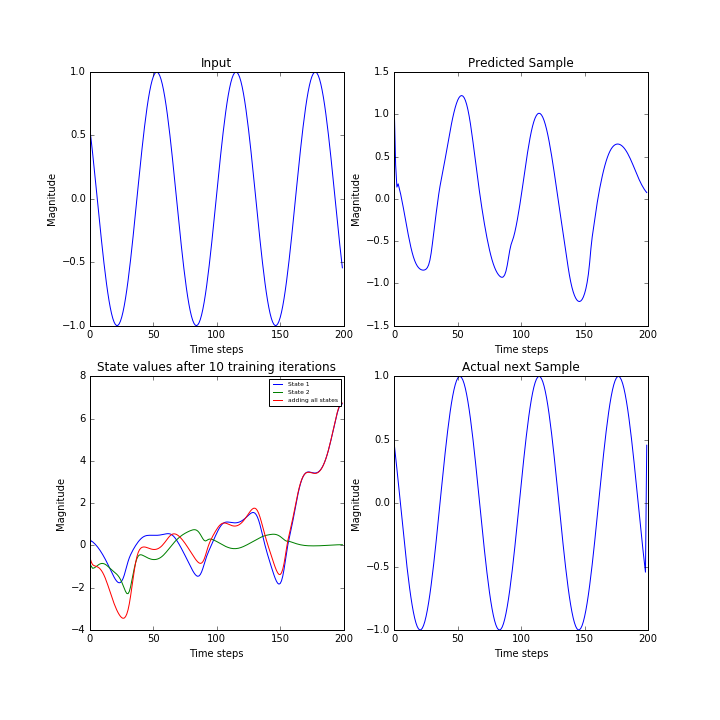 Input
1.0
0.5
0.0
−0.5
−1.0
Magnitude
0
50
100
150
200
Time steps
Predicted Sample
1.5
1.0
0.5
0.0
−0.5
−1.0
−1.5
Magnitude
0
50
100
150
200
Time steps
State values after 10 training iterations
8
6
4
2
0
−2
−4
Magnitude
State 1
State 2
adding all states
0
50
100
150
200
Time steps
Actual next Sample
1.0
0.5
0.0
−0.5
−1.0
Magnitude
0
50
100
150
200
Time steps